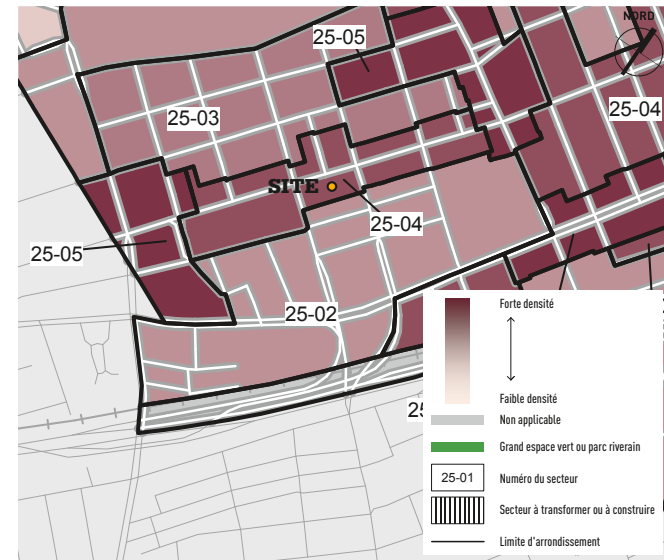 NORD
25-05
25-04
25-03
SITE
25-04
25-05
25-02
Forte densité
Faible densité
Non applicable
Grand espace vert ou parc riverain
25-01 Numéro du secteur
Secteur à transformer ou à construire
Limite d'arrondissement